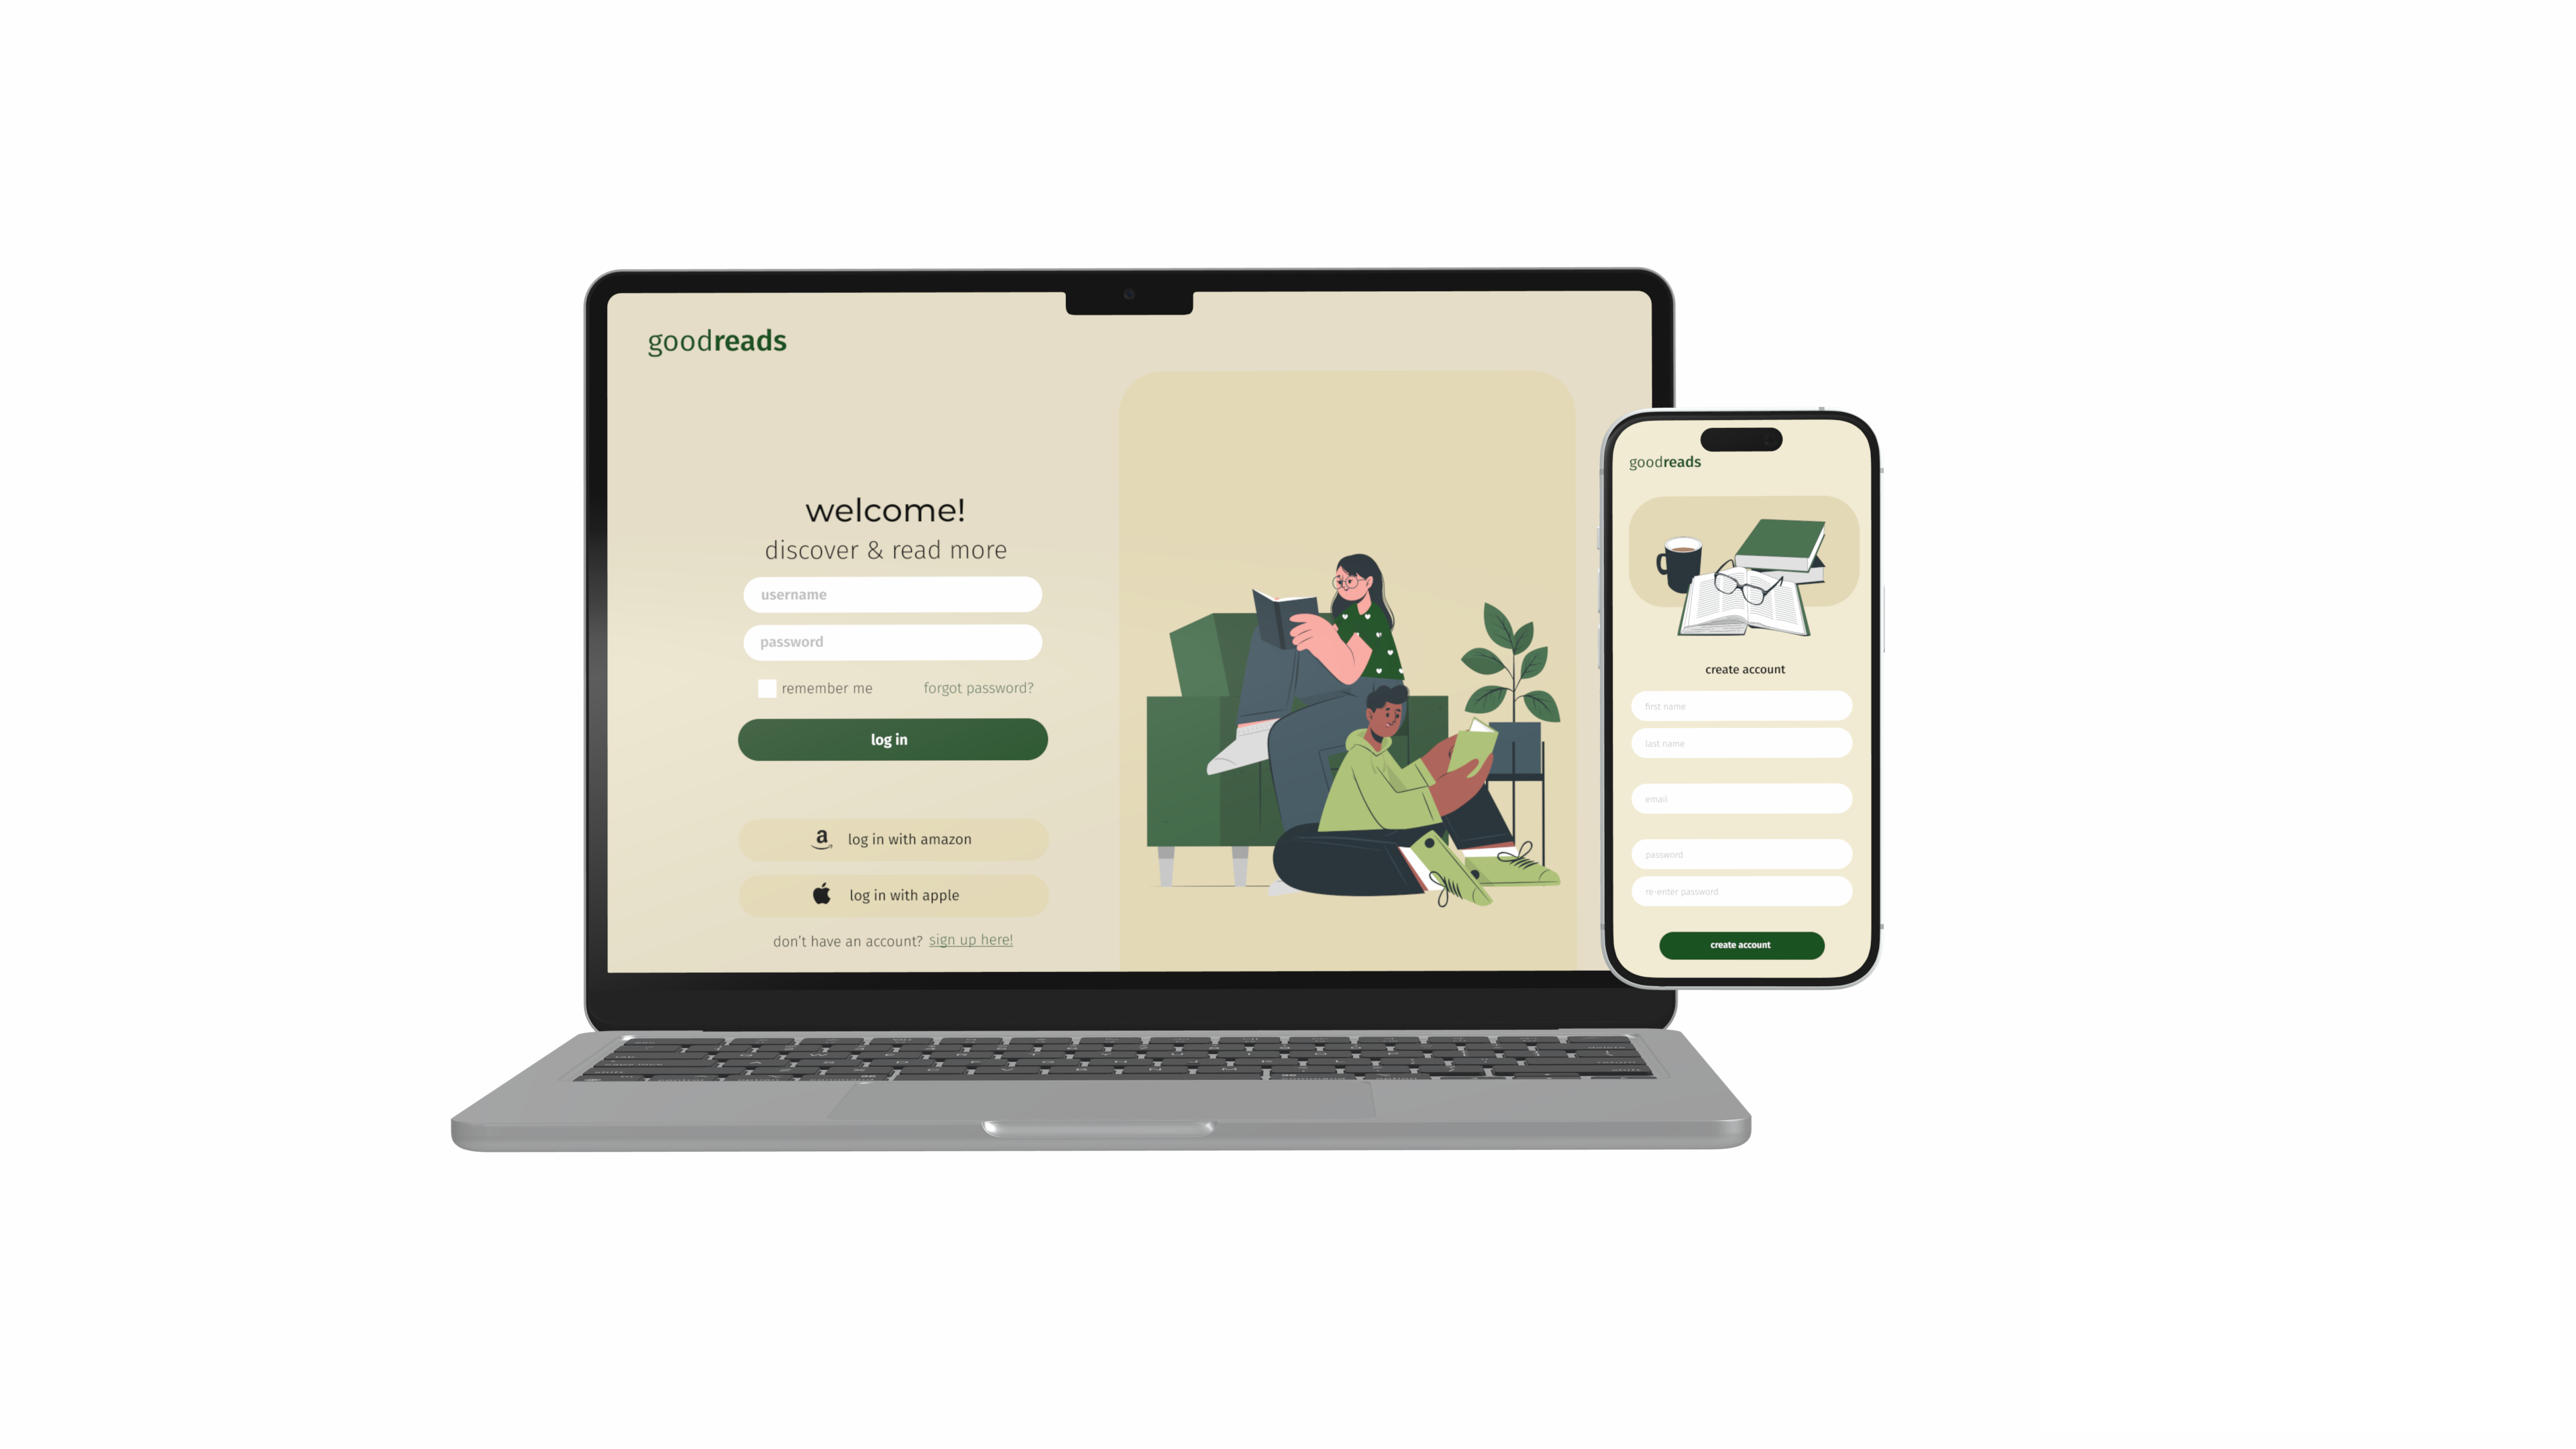 goodreads
welcome!
discover & read more
username
password
remember me
forgot password?
log in
a
log in with amazon
log in with apple
don't have an account? sign up here!
goodreads
create account
first name
last name
email
password
re-enter password
create account